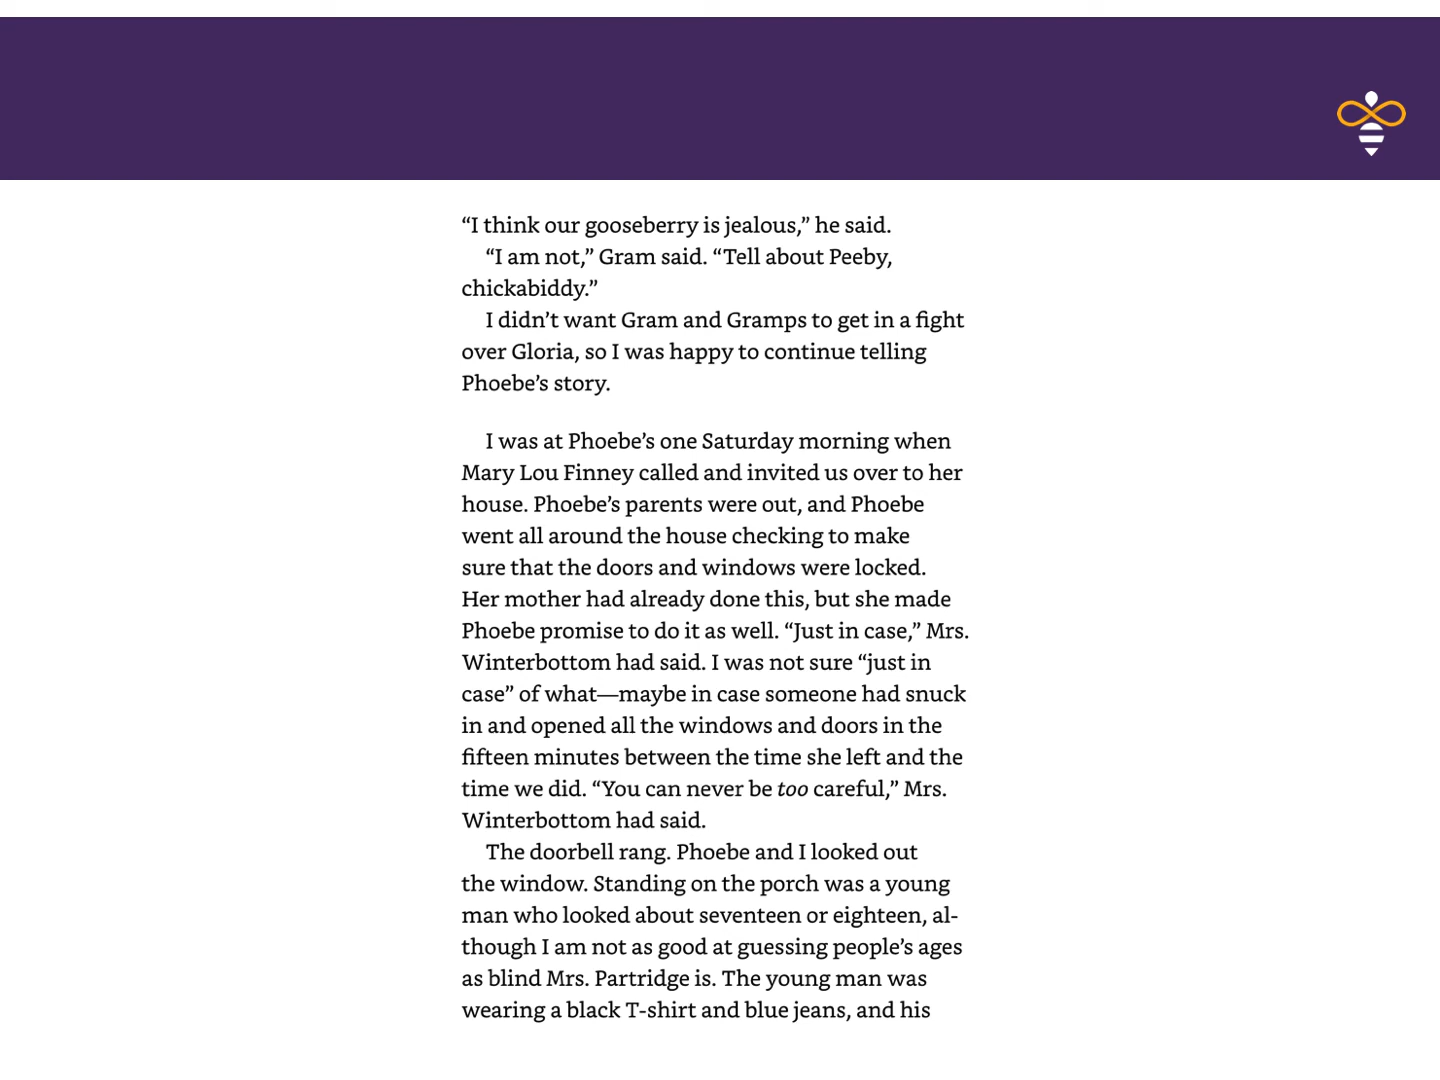 “I think our gooseberry is jealous,” he said.
“I am not,” Gram said. “Tell about Peeby,
chickabiddy.”
I didn’t want Gram and Gramps to get in a fight
over Gloria, so I was happy to continue telling
Phoebe’s story.
I was at Phoebe’s one Saturday morning when
Mary Lou Finney called and invited us over to her
house. Phoebe’s parents were out, and Phoebe
went all around the house checking to make
sure that the doors and windows were locked.
Her mother had already done this, but she made
Phoebe promise to do it as well. “Just in case,” Mrs.
Winterbottom had said. I was not sure “just in
case” of what—maybe in case someone had snuck
in and opened all the windows and doors in the
fifteen minutes between the time she left and the
time we did. “You can never be too careful,” Mrs.
Winterbottom had said.
The doorbell rang. Phoebe and I looked out
the window. Standing on the porch was a young
man who looked about seventeen or eighteen, al-
though I am not as good at guessing people’s ages
as blind Mrs. Partridge is. The young man was
wearing a black T-shirt and blue jeans, and his